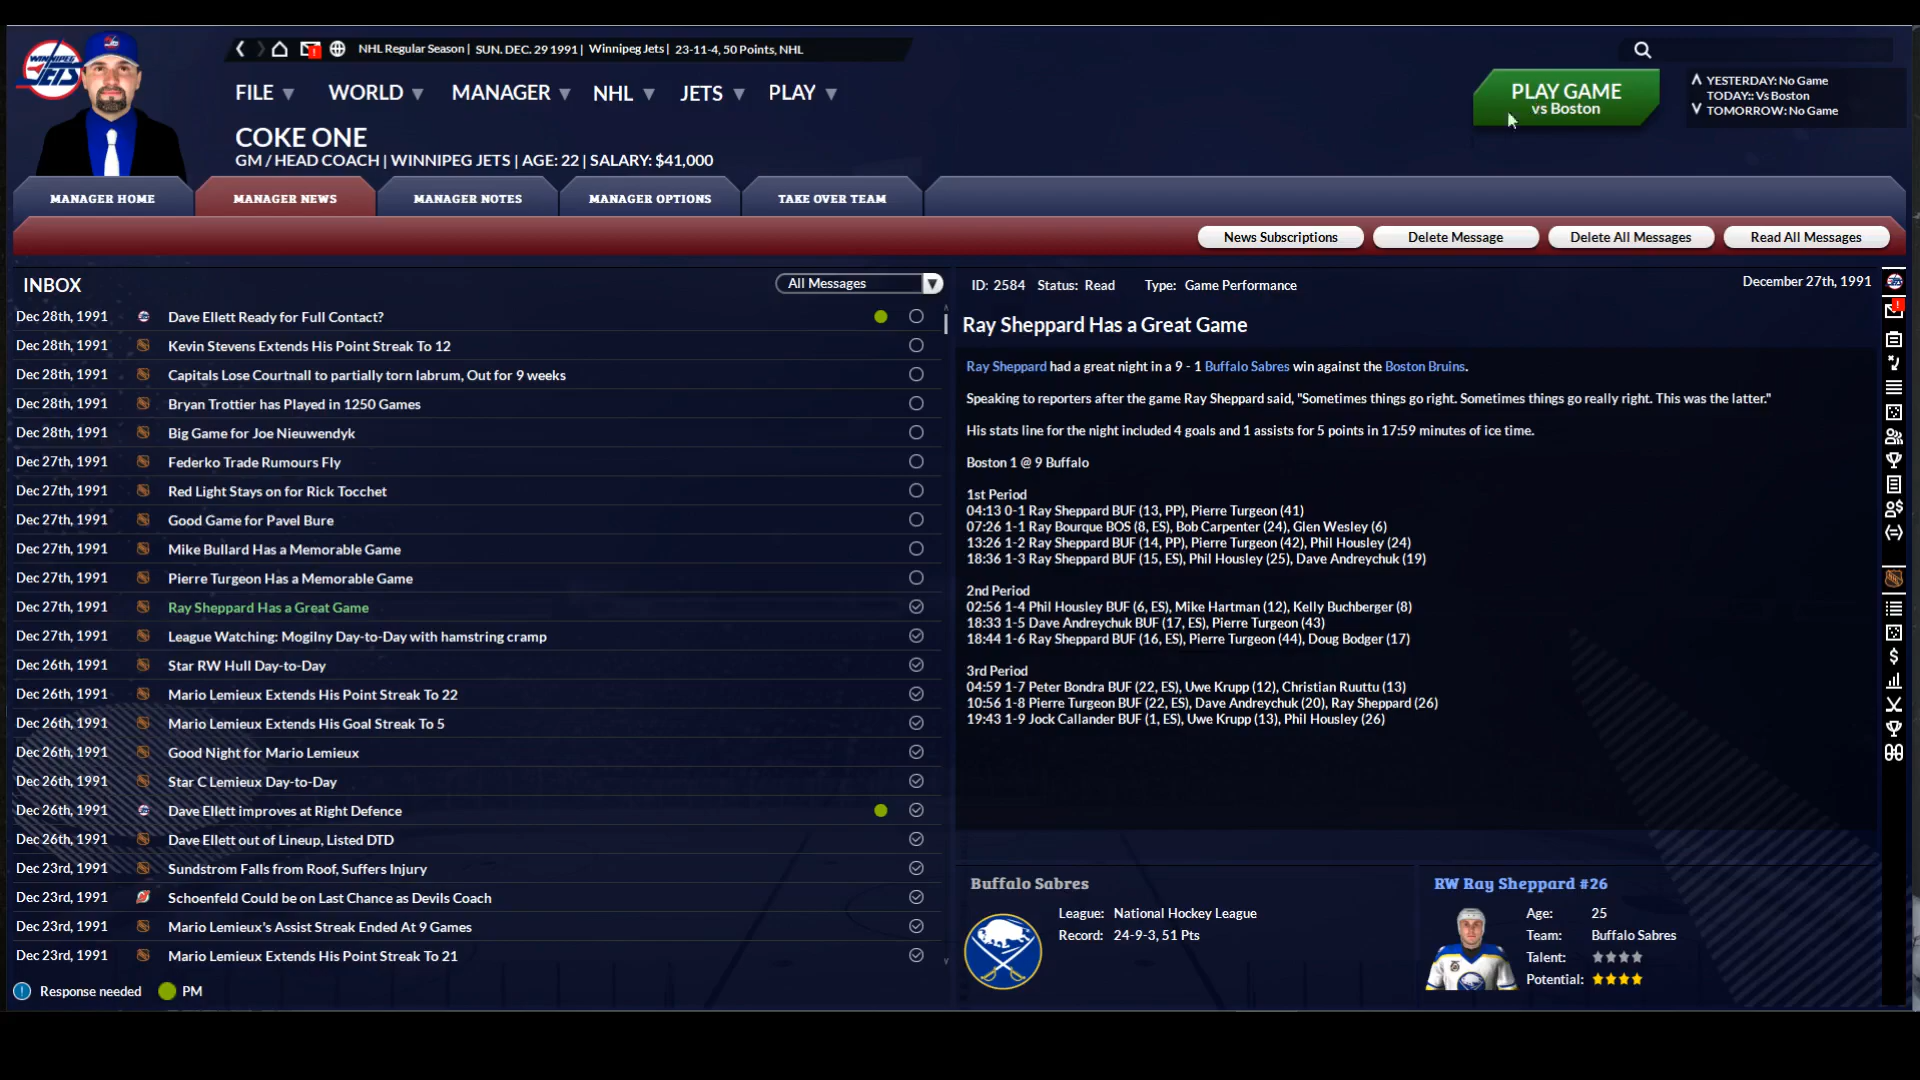 NHL Regular Season | SUN. DEC. 29 1991 | Winnipeg Jets | 23-11-4, 50 Points, NHL
WINNIPEG JETS
FILE WORLD MANAGER NHL JETS PLAY
PLAY GAME
vs Boston
YESTERDAY: No Game
TODAY:: Vs Boston
TOMORROW: No Game
COKE ONE
GM / HEAD COACH | WINNIPEG JETS | AGE: 22 | SALARY: $41,000
MANAGER HOME MANAGER NEWS MANAGER NOTES MANAGER OPTIONS TAKE OVER TEAM
News Subscriptions Delete Message Delete All Messages Read All Messages
INBOX
All Messages
Dec 28th, 1991 Dave Ellett Ready for Full Contact?
Dec 28th, 1991 Kevin Stevens Extends His Point Streak To 12
Dec 28th, 1991 Capitals Lose Courtnall to partially torn labrum, Out for 9 weeks
Dec 28th, 1991 Bryan Trottier has Played in 1250 Games
Dec 28th, 1991 Big Game for Joe Nieuwendyk
Dec 27th, 1991 Federko Trade Rumours Fly
Dec 27th, 1991 Red Light Stays on for Rick Tocchet
Dec 27th, 1991 Good Game for Pavel Bure
Dec 27th, 1991 Mike Bullard Has a Memorable Game
Dec 27th, 1991 Pierre Turgeon Has a Memorable Game
Dec 27th, 1991 Ray Sheppard Has a Great Game
Dec 27th, 1991 League Watching: Mogilny Day-to-Day with hamstring cramp
Dec 26th, 1991 Star RW Hull Day-to-Day
Dec 26th, 1991 Mario Lemieux Extends His Point Streak To 22
Dec 26th, 1991 Mario Lemieux Extends His Goal Streak To 5
Dec 26th, 1991 Good Night for Mario Lemieux
Dec 26th, 1991 Star C Lemieux Day-to-Day
Dec 26th, 1991 Dave Ellett improves at Right Defence
Dec 26th, 1991 Dave Ellett out of Lineup, Listed DTD
Dec 23rd, 1991 Sundstrom Falls from Roof, Suffers Injury
Dec 23rd, 1991 Schoenfeld Could be on Last Chance as Devils Coach
Dec 23rd, 1991 Mario Lemieux's Assist Streak Ended At 9 Games
Dec 23rd, 1991 Mario Lemieux Extends His Point Streak To 21
Response needed PM
ID: 2584 Status: Read Type: Game Performance December 27th, 1991
Ray Sheppard Has a Great Game
Ray Sheppard had a great night in a 9 - 1 Buffalo Sabres win against the Boston Bruins.
Speaking to reporters after the game Ray Sheppard said, "Sometimes things go right. Sometimes things go really right. This was the latter."
His stats line for the night included 4 goals and 1 assists for 5 points in 17:59 minutes of ice time.
Boston 1 @ 9 Buffalo
1st Period
04:13 0-1 Ray Sheppard BUF (13, PP), Pierre Turgeon (41)
07:26 1-1 Ray Bourque BOS (8, ES), Bob Carpenter (24), Glen Wesley (6)
13:26 1-2 Ray Sheppard BUF (14, PP), Pierre Turgeon (42), Phil Housley (24)
18:36 1-3 Ray Sheppard BUF (15, ES), Phil Housley (25), Dave Andreychuk (19)
2nd Period
02:56 1-4 Phil Housley BUF (6, ES), Mike Hartman (12), Kelly Buchberger (8)
18:33 1-5 Dave Andreychuk BUF (17, ES), Pierre Turgeon (43)
18:44 1-6 Ray Sheppard BUF (16, ES), Pierre Turgeon (44), Doug Bodger (17)
3rd Period
04:59 1-7 Peter Bondra BUF (22, ES), Uwe Krupp (12), Christian Ruuttu (13)
10:56 1-8 Pierre Turgeon BUF (22, ES), Dave Andreychuk (20), Ray Sheppard (26)
19:43 1-9 Jock Callander BUF (1, ES), Uwe Krupp (13), Phil Housley (26)
Buffalo Sabres
League: National Hockey League
Record: 24-9-3, 51 Pts
RW Ray Sheppard #26
Age: 25
Team: Buffalo Sabres
Talent:
Potential: